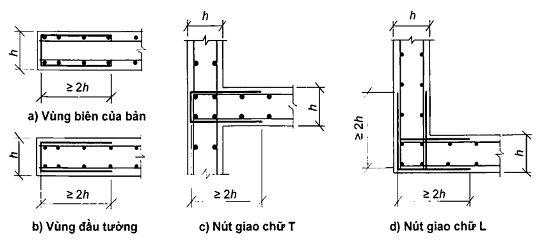 h
≥ 2h
a) Vùng biên của bản
h
≥ 2h
b) Vùng đầu tường
h
h
≥ 2h
c) Nút giao chữ T
h
≥ 2h
h
≥ 2h
d) Nút giao chữ L